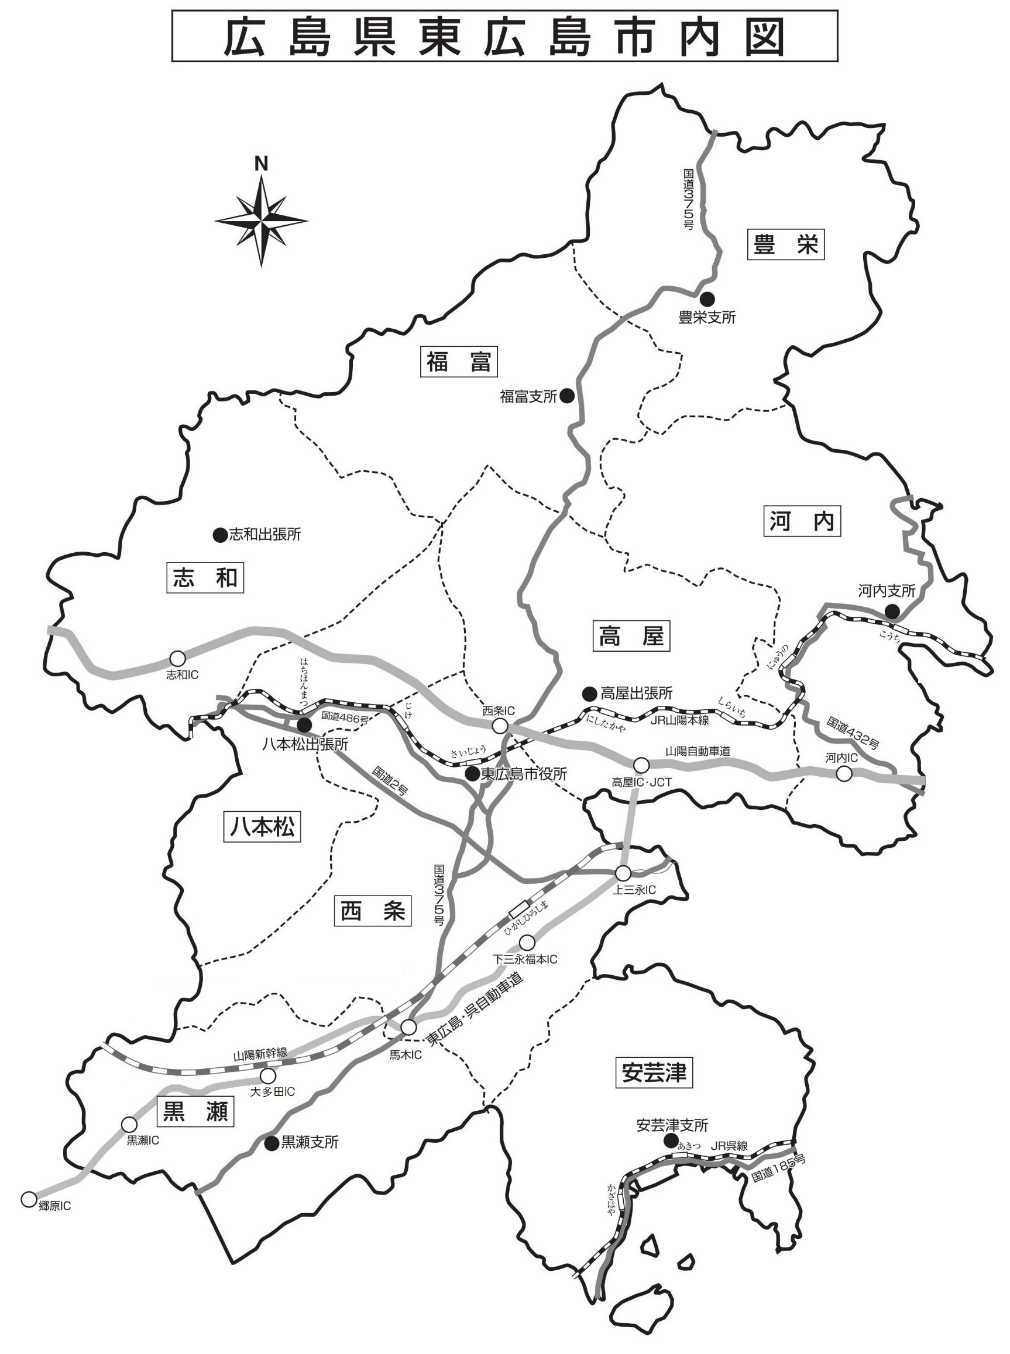 広島県東広島市内図
N
国道375号
豊栄
豊栄支所
福富
福富支所
志和出張所
志和
河内
河内支所
こうち
高屋
にゅうの
志和IC
はちほんまつ
高屋出張所
しらいち
国道486号
じけ
西条IC
にしたかや
JR山陽本線
国道432号
八本松出張所
さいじょう
山陽自動車道
河内IC
東広島市役所
高屋IC・JCT
国道2号
八本松
国道375号
上三永IC
西条
ひがしひろしま
下三永福本IC
東広島・呉自動車道
山陽新幹線
馬木IC
安芸津
大多田IC
黒瀬
黒瀬IC
黒瀬支所
安芸津支所
あきつ
JR呉線
国道185号
かざはや
郷原IC